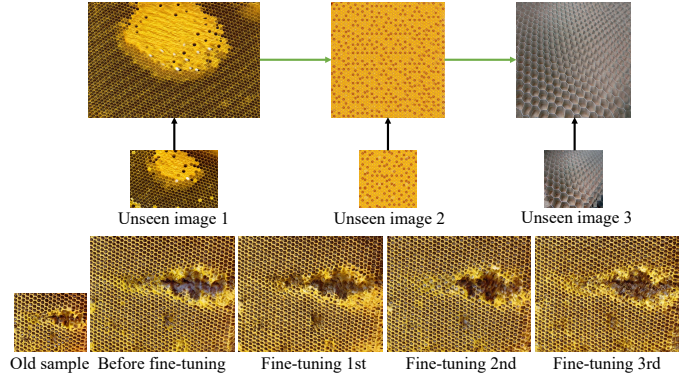 Unseen image 1
Unseen image 2
Unseen image 3
Old sample
Before fine-tuning
Fine-tuning 1st
Fine-tuning 2nd
Fine-tuning 3rd